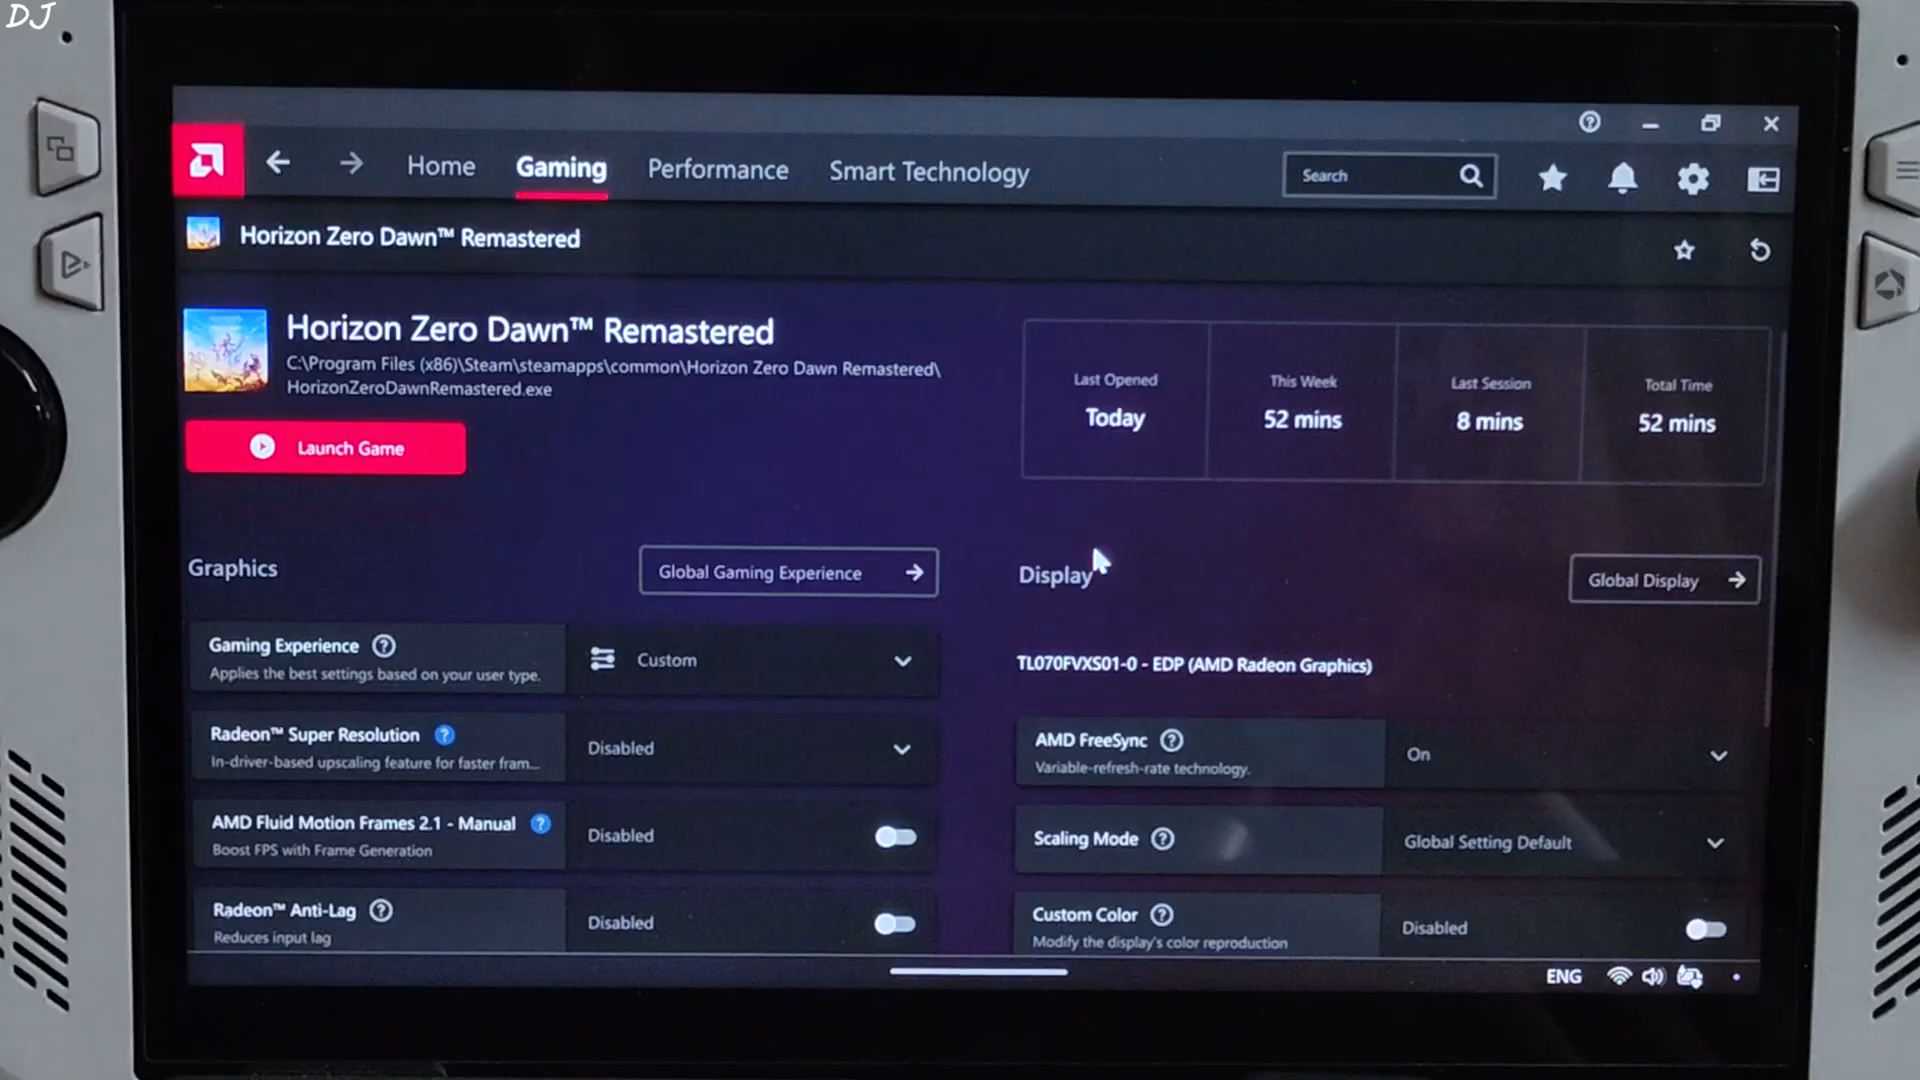 DJ
Home
Gaming
Performance
Smart Technology
Search
Horizon Zero Dawn™ Remastered
Horizon Zero Dawn™ Remastered
C:\Program Files (x86)\Steam\steamapps\common\Horizon Zero Dawn Remastered\
HorizonZeroDawnRemastered.exe
Launch Game
Last Opened
Today
This Week
52 mins
Last Session
8 mins
Total Time
52 mins
Graphics
Global Gaming Experience
Gaming Experience
Applies the best settings based on your user type.
Custom
Radeon™ Super Resolution
In-driver-based upscaling feature for faster fram...
Disabled
AMD Fluid Motion Frames 2.1 - Manual
Boost FPS with Frame Generation
Disabled
Radeon™ Anti-Lag
Reduces input lag
Disabled
Display
Global Display
TL070FVXS01-0 - EDP (AMD Radeon Graphics)
AMD FreeSync
Variable-refresh-rate technology.
On
Scaling Mode
Global Setting Default
Custom Color
Modify the display's color reproduction
Disabled
ENG